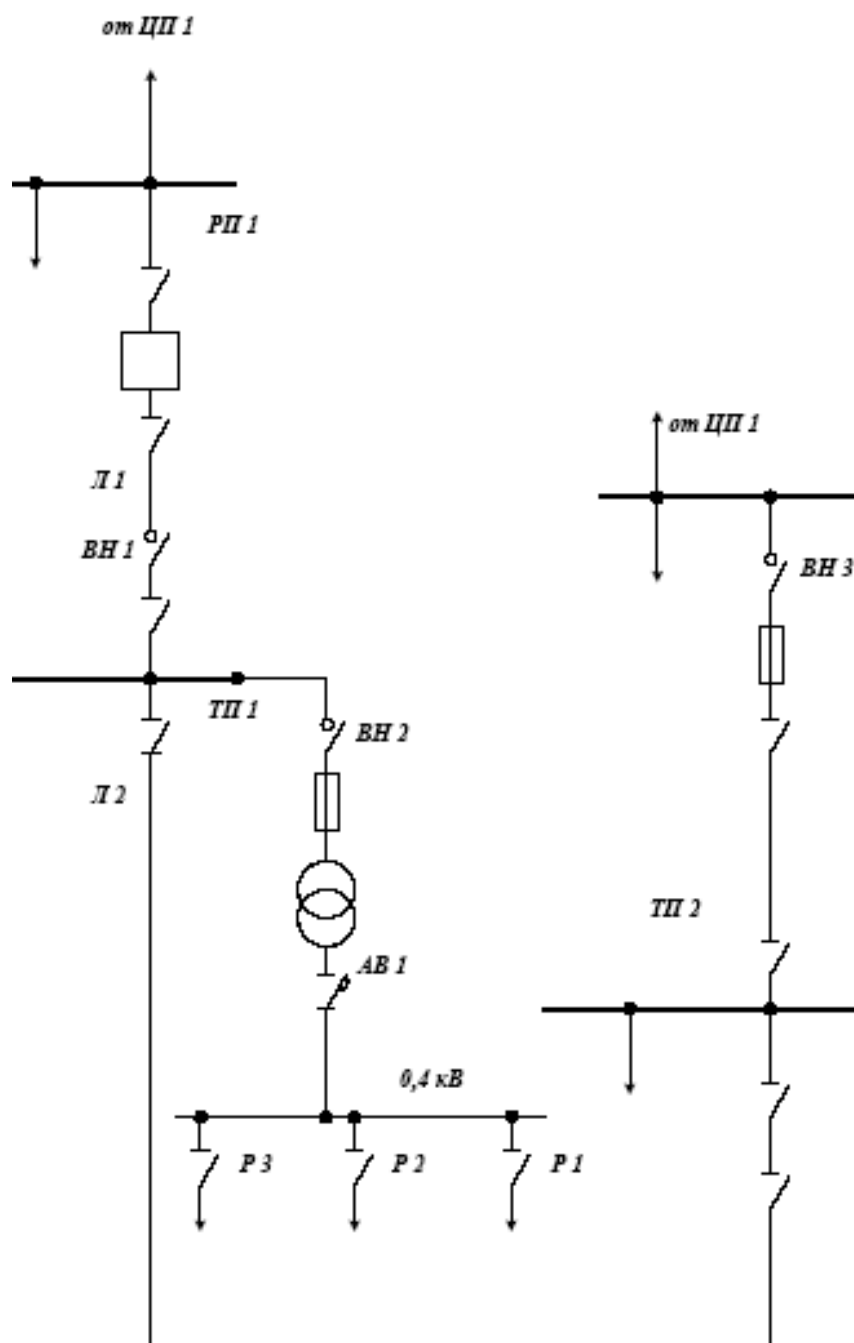 от ЦП 1
РП 1
от ЦП 1
Л 1
ВН 1
ВН 3
ТП 1
ВН 2
Л 2
ТП 2
АВ 1
0,4 кВ
Р 3
Р 2
Р 1